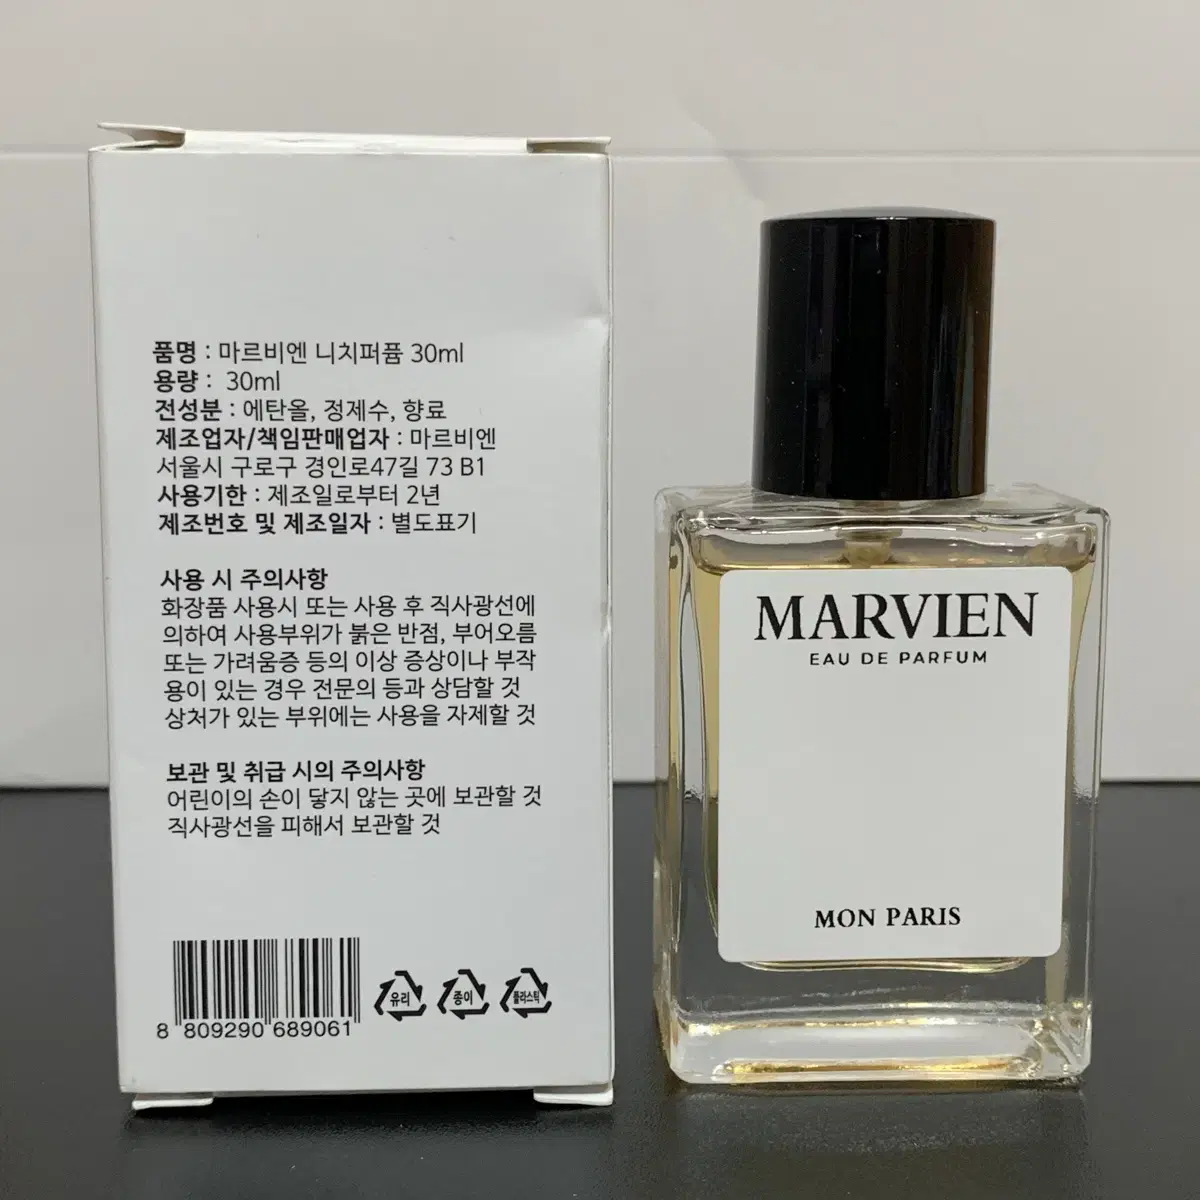 품명 : 마르비엔 니치퍼퓸 30ml
용량 : 30ml
전성분 : 에탄올, 정제수, 향료
제조업자/책임판매업자 : 마르비엔
서울시 구로구 경인로47길 73 B1
사용기한 : 제조일로부터 2년
제조번호 및 제조일자 : 별도표기
사용 시 주의사항
화장품 사용시 또는 사용 후 직사광선에
의하여 사용부위가 붉은 반점, 부어오름
또는 가려움증 등의 이상 증상이나 부작
용이 있는 경우 전문의 등과 상담할 것
상처가 있는 부위에는 사용을 자제할 것
보관 및 취급 시의 주의사항
어린이의 손이 닿지 않는 곳에 보관할 것
직사광선을 피해서 보관할 것
8 809290 689061
유리 종이 플라스틱
MARVIEN
EAU DE PARFUM
MON PARIS